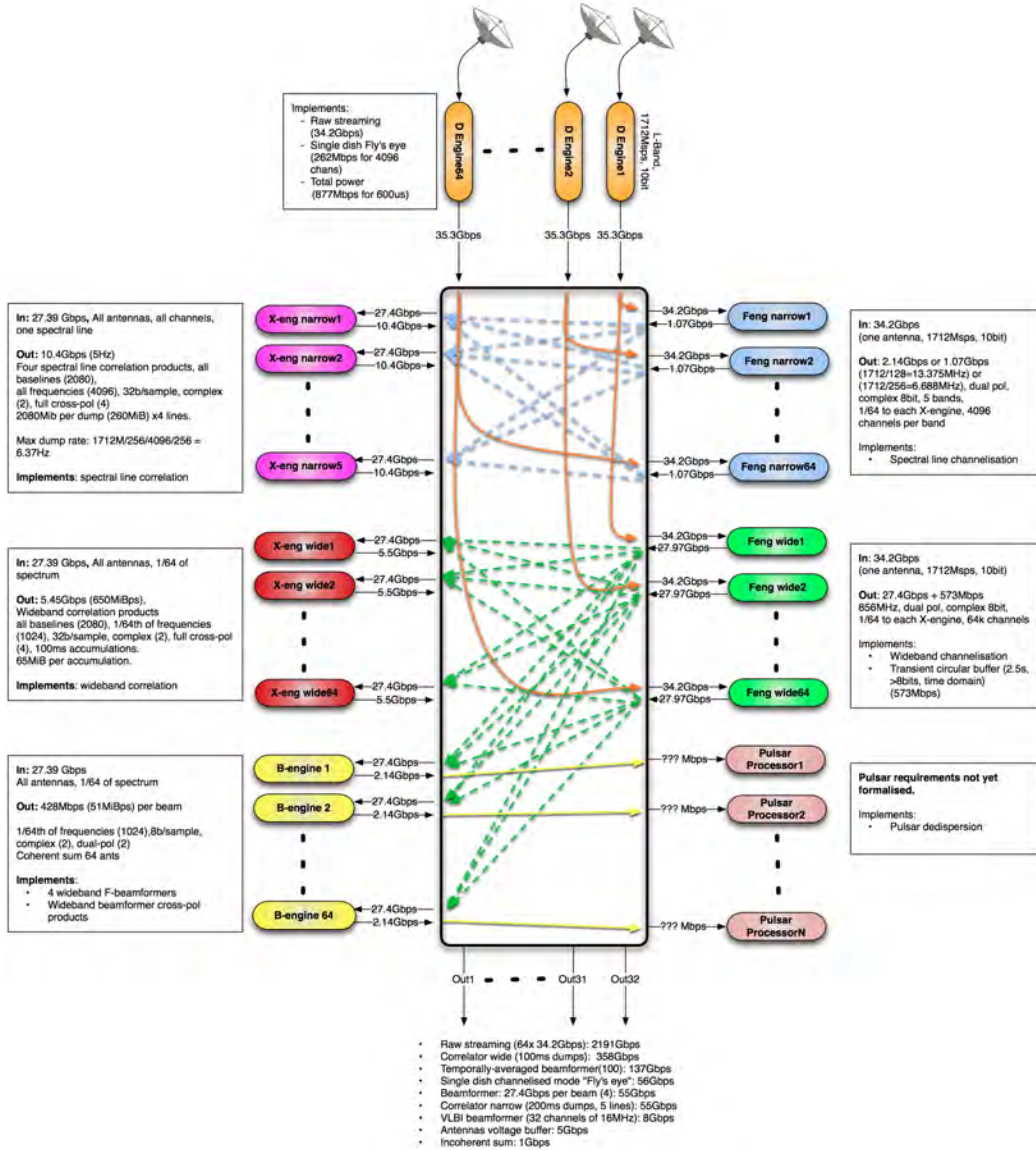 Implements:
- Raw streaming
(34.2Gbps)
- Single dish Fly's eye
(262Mbps for 4096
chans)
- Total power
(877Mbps for 600us)
D Engine64
D Engine2
D Engine1
L-Band,
1712Msps, 10bit
35.3Gbps
35.3Gbps
35.3Gbps
In: 27.39 Gbps, All antennas, all channels,
one spectral line
Out: 10.4Gbps (5Hz)
Four spectral line correlation products, all
baselines (2080),
all frequencies (4096), 32b/sample, complex
(2), full cross-pol (4)
2080Mib per dump (260MiB) x4 lines.
Max dump rate: 1712M/256/4096/256 =
6.37Hz
Implements: spectral line correlation
X-eng narrow1
27.4Gbps
10.4Gbps
X-eng narrow2
27.4Gbps
10.4Gbps
X-eng narrow5
27.4Gbps
10.4Gbps
34.2Gbps
1.07Gbps
Feng narrow1
34.2Gbps
1.07Gbps
Feng narrow2
34.2Gbps
1.07Gbps
Feng narrow64
In: 34.2Gbps
(one antenna, 1712Msps, 10bit)
Out: 2.14Gbps or 1.07Gbps
(1712/128=13.375MHz) or
(1712/256=6.688MHz), dual pol,
complex 8bit, 5 bands,
1/64 to each X-engine, 4096
channels per band
Implements:
• Spectral line channelisation
In: 27.39 Gbps, All antennas, 1/64 of
spectrum
Out: 5.45Gbps (650MiBps),
Wideband correlation products
all baselines (2080), 1/64th of frequencies
(1024), 32b/sample, complex (2), full cross-pol
(4), 100ms accumulations.
65MiB per accumulation.
Implements: wideband correlation
X-eng wide1
27.4Gbps
5.5Gbps
X-eng wide2
27.4Gbps
5.5Gbps
X-eng wide64
27.4Gbps
5.5Gbps
34.2Gbps
27.97Gbps
Feng wide1
34.2Gbps
27.97Gbps
Feng wide2
34.2Gbps
27.97Gbps
Feng wide64
In: 34.2Gbps
(one antenna, 1712Msps, 10bit)
Out: 27.4Gbps + 573Mbps
856MHz, dual pol, complex 8bit,
1/64 to each X-engine, 64k channels
Implements:
• Wideband channelisation
• Transient circular buffer (2.5s,
>8bits, time domain)
(573Mbps)
In: 27.39 Gbps
All antennas, 1/64 of spectrum
Out: 428Mbps (51MiBps) per beam
1/64th of frequencies (1024),8b/sample,
complex (2), dual-pol (2)
Coherent sum 64 ants
Implements:
• 4 wideband F-beamformers
• Wideband beamformer cross-pol
products
B-engine 1
27.4Gbps
2.14Gbps
B-engine 2
27.4Gbps
2.14Gbps
B-engine 64
27.4Gbps
2.14Gbps
??? Mbps
Pulsar
Processor1
??? Mbps
Pulsar
Processor2
??? Mbps
Pulsar
ProcessorN
Pulsar requirements not yet
formalised.
Implements:
• Pulsar dedispersion
Out1
Out31
Out32
• Raw streaming (64x 34.2Gbps): 2191Gbps
• Correlator wide (100ms dumps): 358Gbps
• Temporally-averaged beamformer(100): 137Gbps
• Single dish channelised mode "Fly's eye": 56Gbps
• Beamformer: 27.4Gbps per beam (4): 55Gbps
• Correlator narrow (200ms dumps, 5 lines): 55Gbps
• VLBI beamformer (32 channels of 16MHz): 8Gbps
• Antennas voltage buffer: 5Gbps
• Incoherent sum: 1Gbps